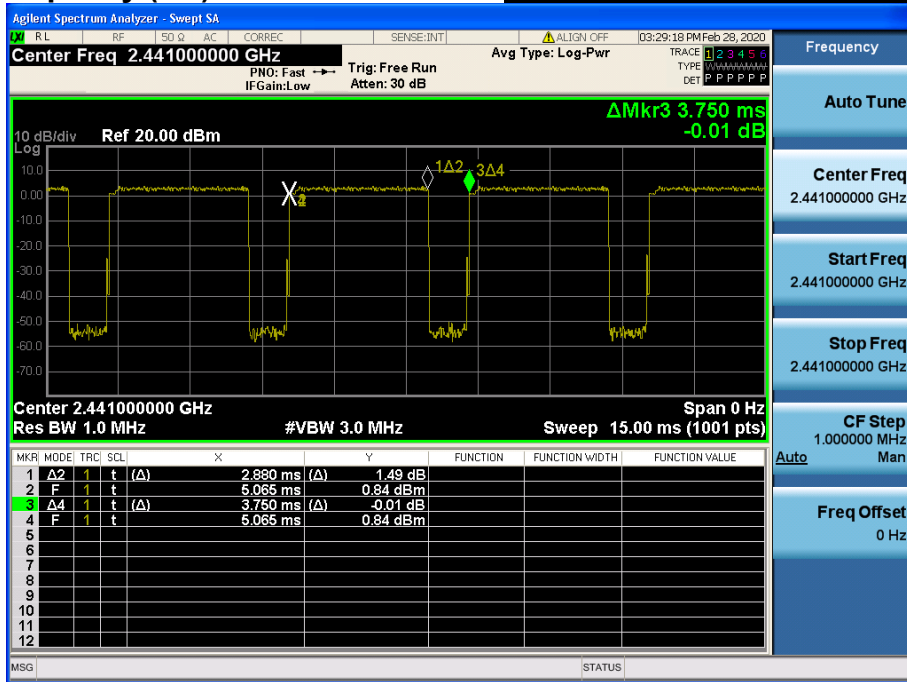 Agilent Spectrum Analyzer - Swept SA
LXI RL RF 50 Ω AC CORREC SENSE:INT ALIGN OFF 03:29:18 PM Feb 28, 2020
Center Freq 2.441000000 GHz
PNO: Fast
IFGain:Low
Trig: Free Run
Atten: 30 dB
Avg Type: Log-Pwr
TRACE 1 2 3 4 5 6
TYPE WWWWWW
DET P P P P P P
ΔMkr3 3.750 ms
-0.01 dB
10 dB/div Ref 20.00 dBm
Log
10.0
0.00
-10.0
-20.0
-30.0
-40.0
-50.0
-60.0
-70.0
1Δ2
3Δ4
Center 2.441000000 GHz Span 0 Hz
Res BW 1.0 MHz #VBW 3.0 MHz Sweep 15.00 ms (1001 pts)
MKR MODE TRC SCL X Y FUNCTION FUNCTION WIDTH FUNCTION VALUE
1 Δ2 1 t (Δ) 2.880 ms (Δ) 1.49 dB
2 F 1 t 5.065 ms 0.84 dBm
3 Δ4 1 t (Δ) 3.750 ms (Δ) -0.01 dB
4 F 1 t 5.065 ms 0.84 dBm
5
6
7
8
9
10
11
12
MSG STATUS
Frequency
Auto Tune
Center Freq
2.441000000 GHz
Start Freq
2.441000000 GHz
Stop Freq
2.441000000 GHz
CF Step
1.000000 MHz
Auto Man
Freq Offset
0 Hz